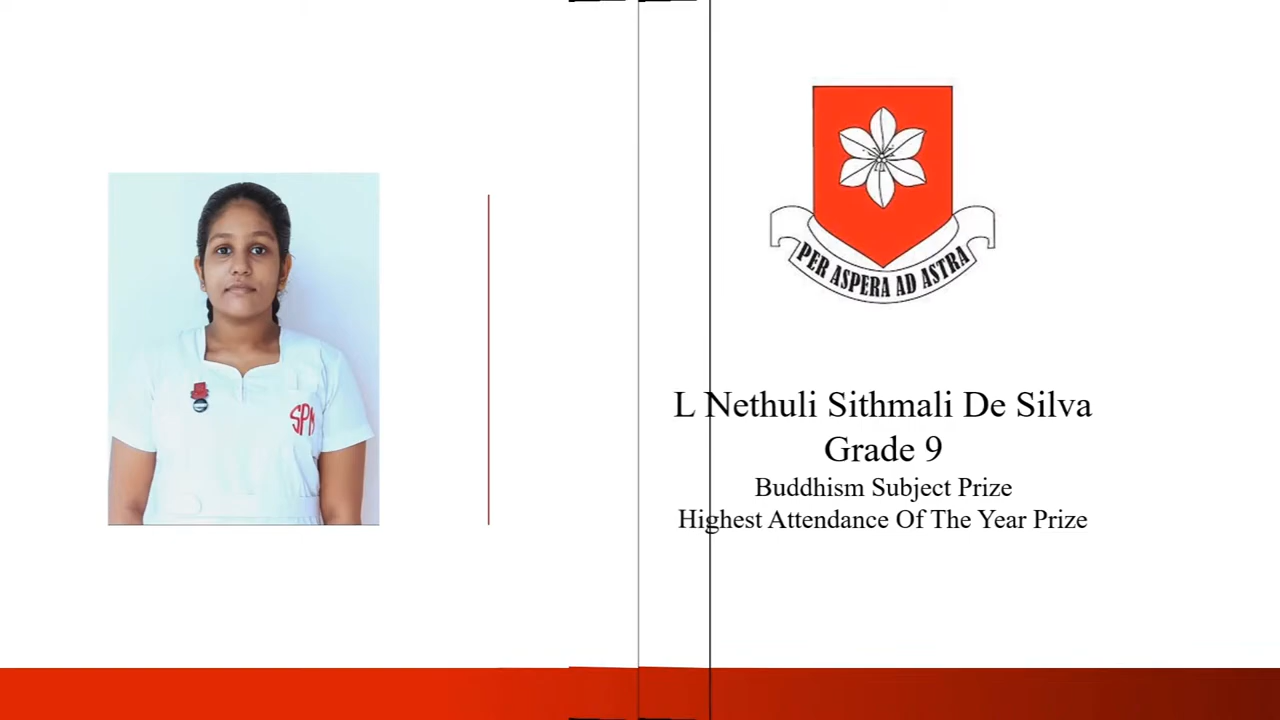 SPM
PER ASPERA AD ASTRA
L Nethuli Sithmali De Silva
Grade 9
Buddhism Subject Prize
Highest Attendance Of The Year Prize